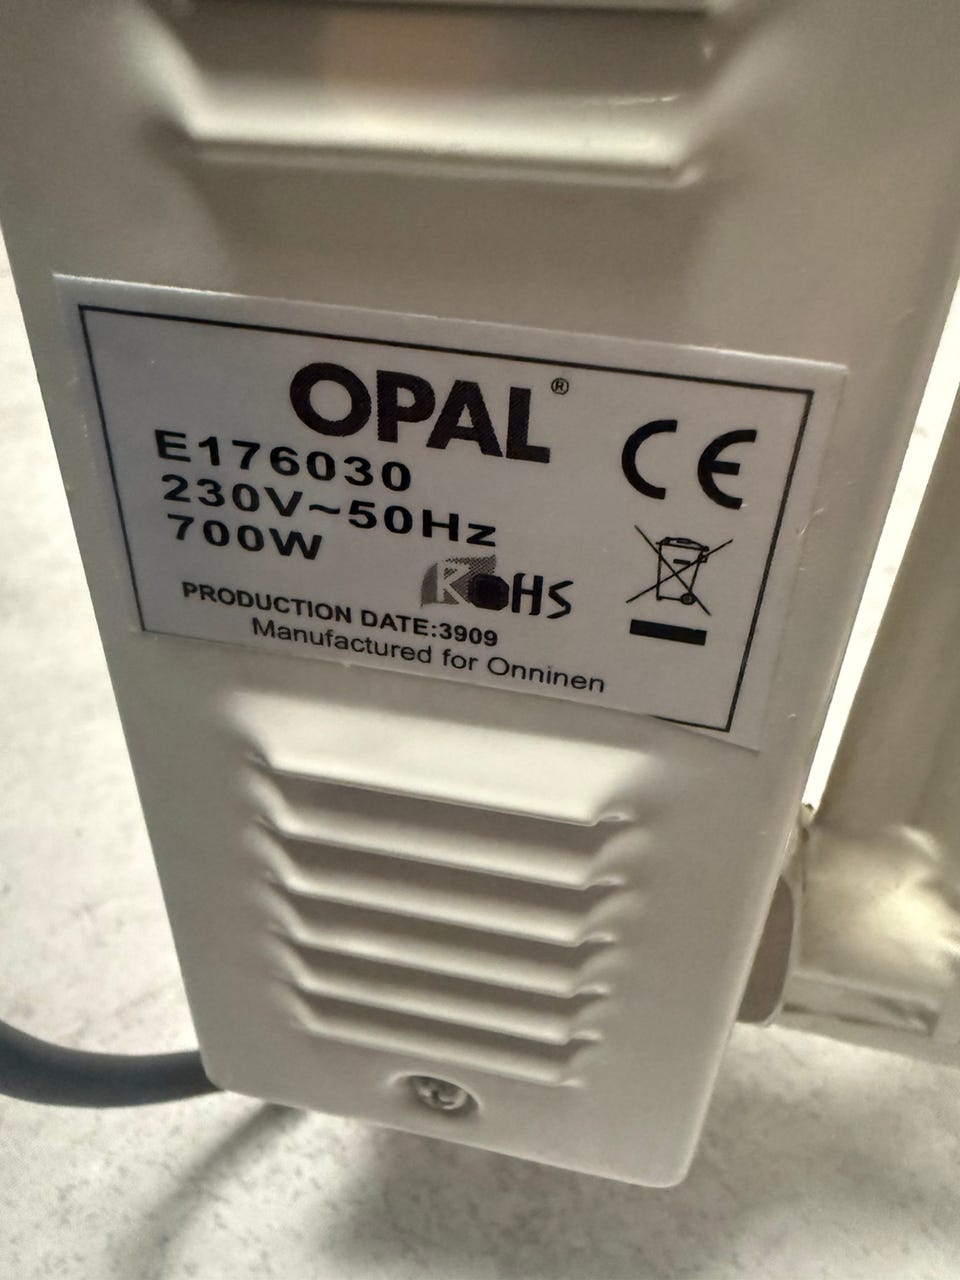 OPAL®
E176030
230V~50Hz
700W
CE
RoHS
PRODUCTION DATE:3909
Manufactured for Onninen